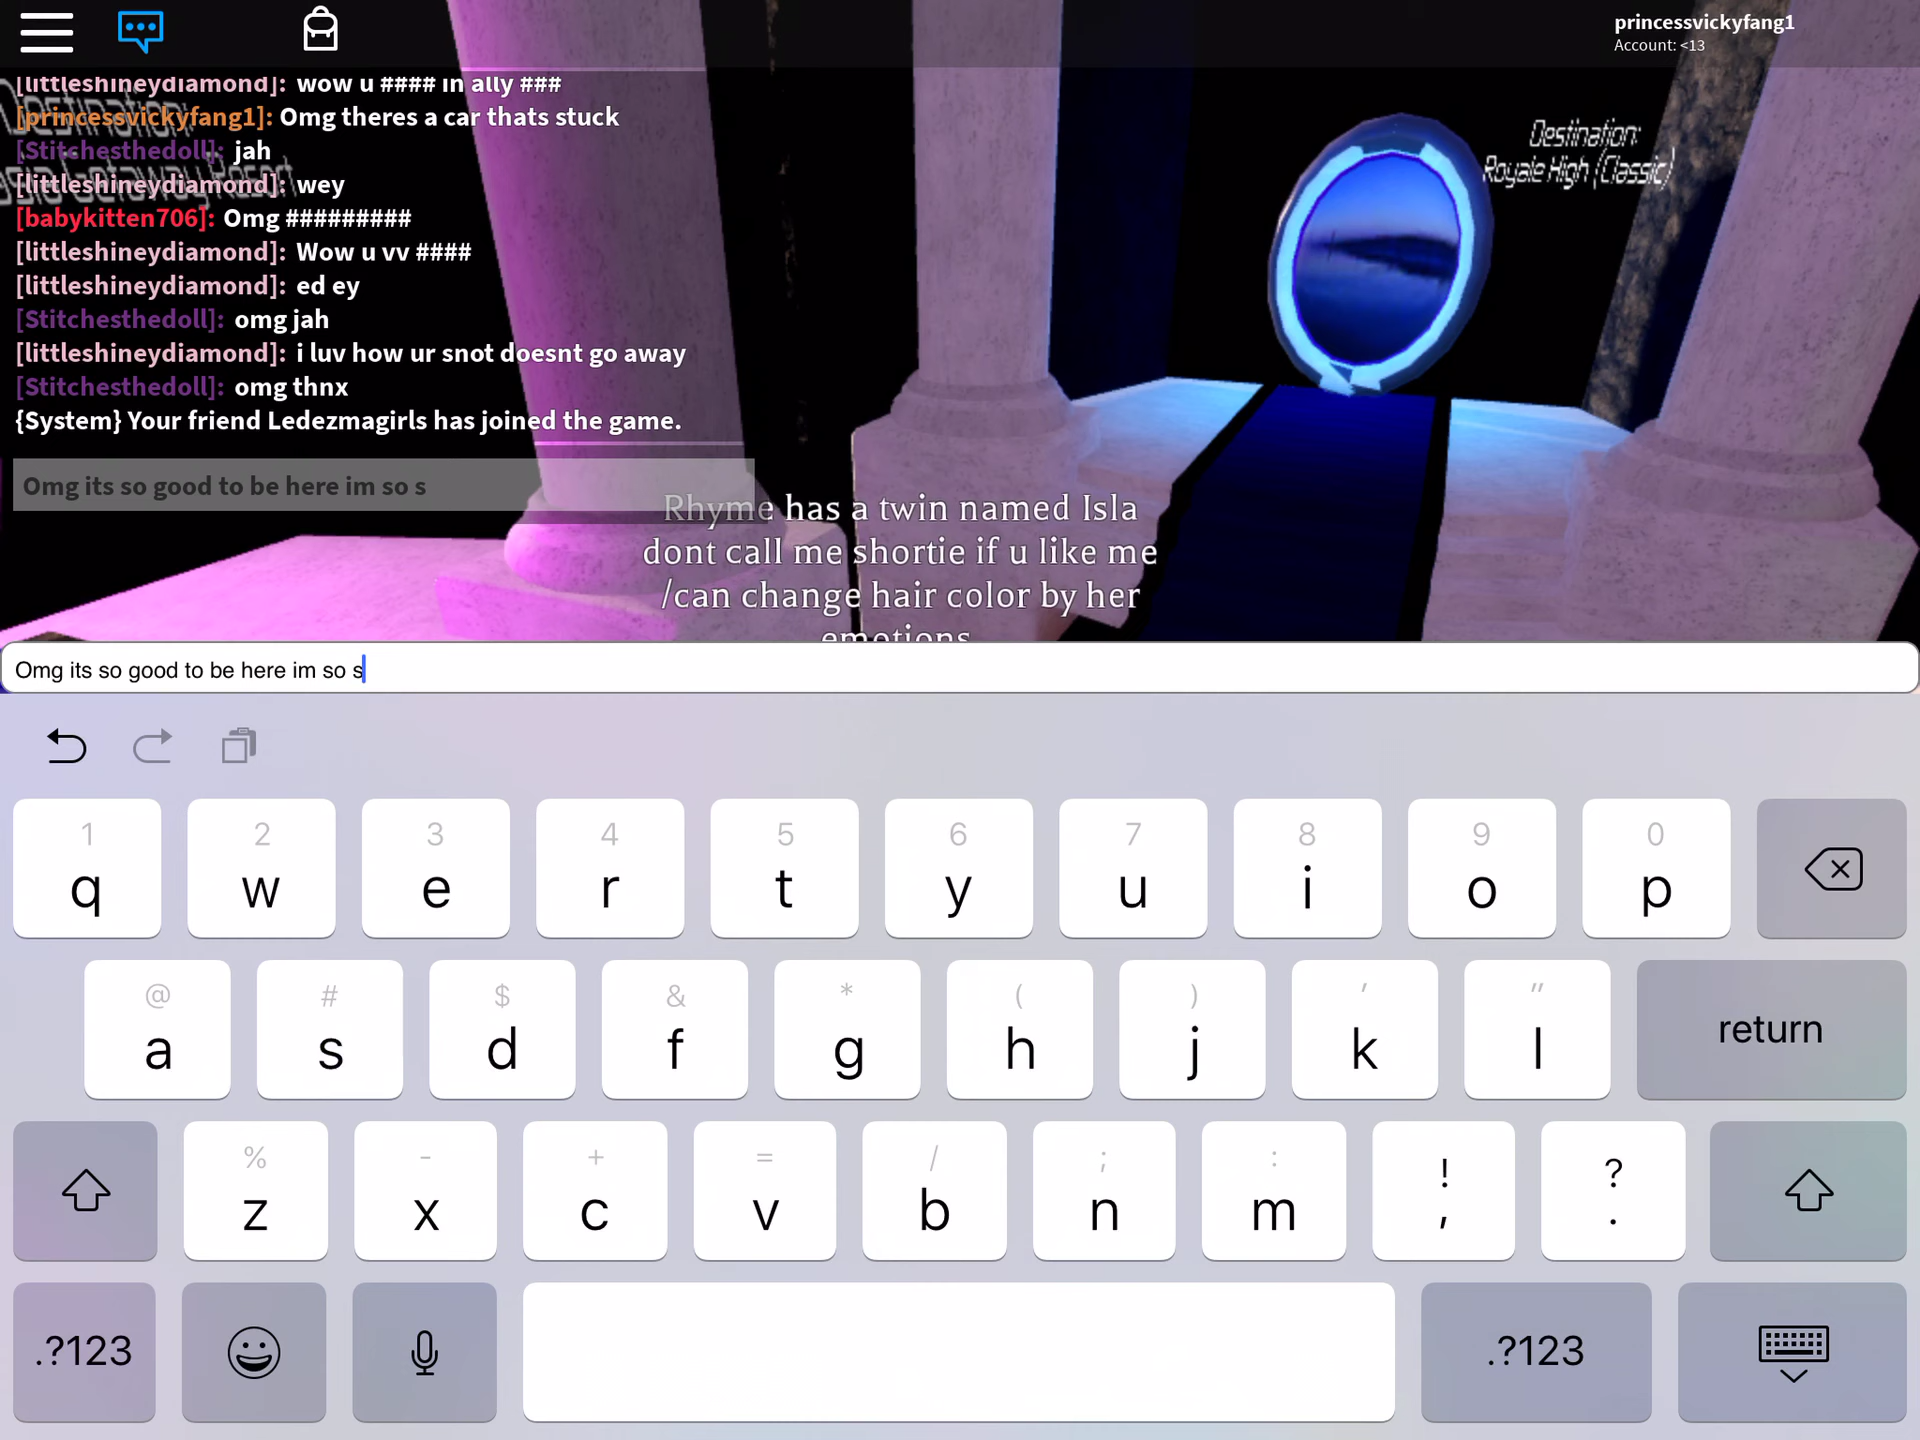 princessvickyfang1
Account: <13
[littleshineydiamond]: wow u #### in ally ###
[princessvickyfang1]: Omg theres a car thats stuck
[Stitchesthedoll]: jah
[littleshineydiamond]: wey
[babykitten706]: Omg #########
[littleshineydiamond]: Wow u vv ####
[littleshineydiamond]: ed ey
[Stitchesthedoll]: omg jah
[littleshineydiamond]: i luv how ur snot doesnt go away
[Stitchesthedoll]: omg thnx
{System} Your friend Ledezmagirls has joined the game.
Destination:
Destination:
Royale High (Classic)
Omg its so good to be here im so s
Rhyme has a twin named Isla
dont call me shortie if u like me
/can change hair color by her
emotions
Omg its so good to be here im so s
1 2 3 4 5 6 7 8 9 0
q w e r t y u i o p
@ # $ & * ( ) ' "
a s d f g h j k l return
% - + = / ; : ! ?
z x c v b n m , .
.?123 .?123